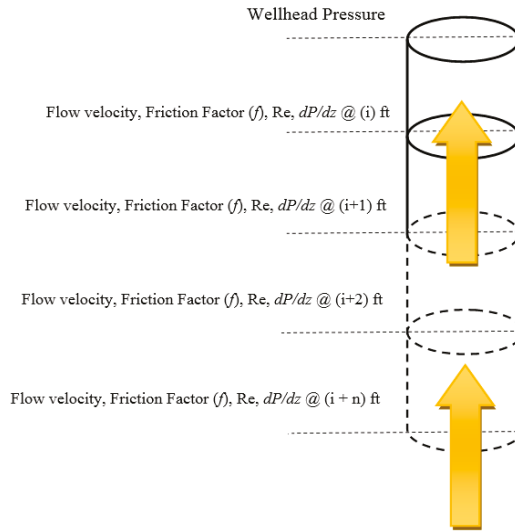 Wellhead Pressure
Flow velocity, Friction Factor (f), Re, dP/dz @ (i) ft
Flow velocity, Friction Factor (f), Re, dP/dz @ (i+1) ft
Flow velocity, Friction Factor (f), Re, dP/dz @ (i+2) ft
Flow velocity, Friction Factor (f), Re, dP/dz @ (i + n) ft